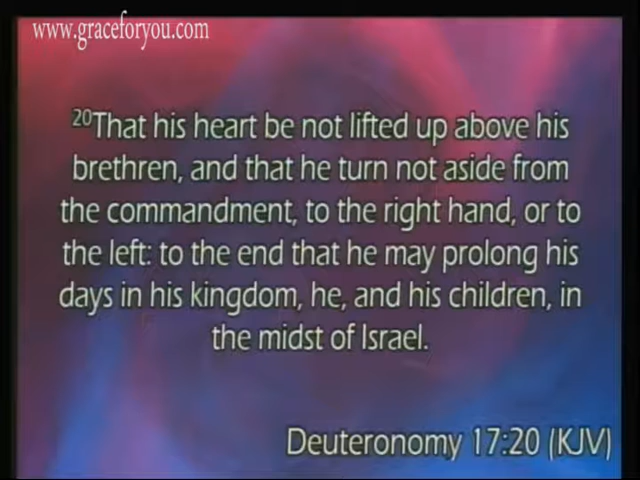 www.graceforyou.com
20That his heart be not lifted up above his
brethren, and that he turn not aside from
the commandment, to the right hand, or to
the left: to the end that he may prolong his
days in his kingdom, he, and his children, in
the midst of Israel.
Deuteronomy 17:20 (KJV)